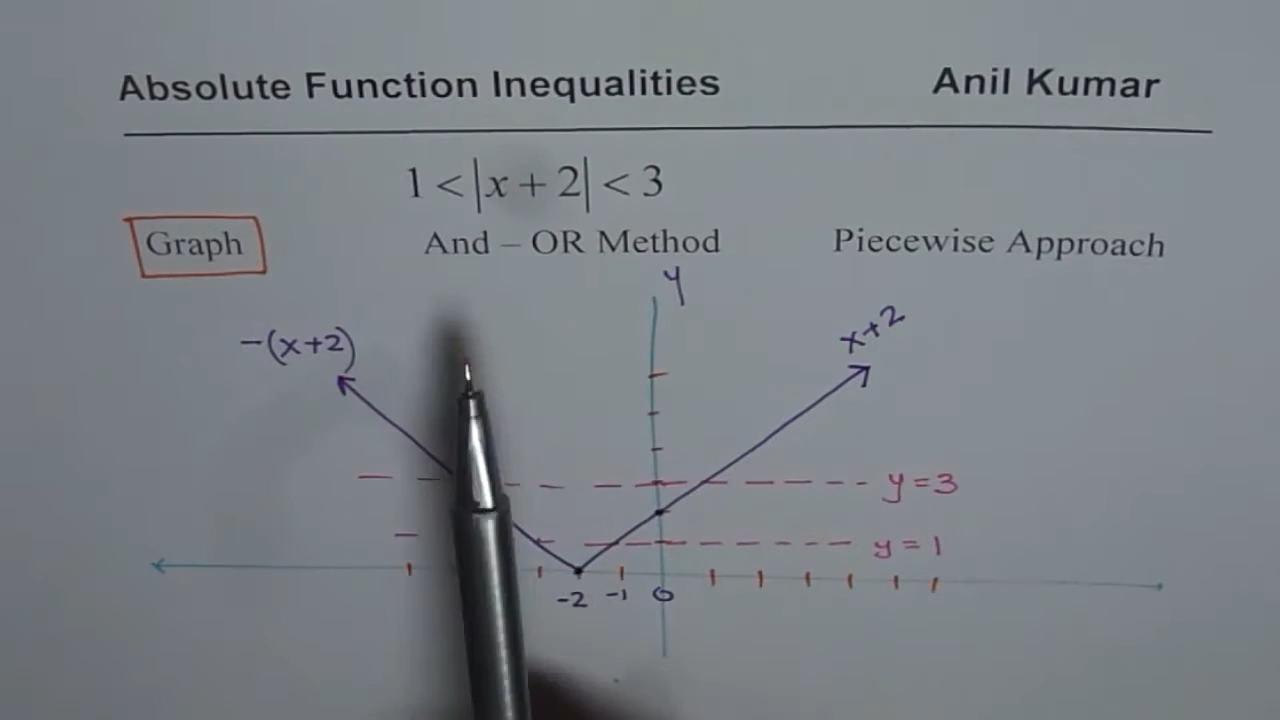 Absolute Function Inequalities Anil Kumar
1 < |x + 2| < 3
Graph And – OR Method Piecewise Approach
y
-(x+2) x+2
y=3
y=1
-2 -1 0